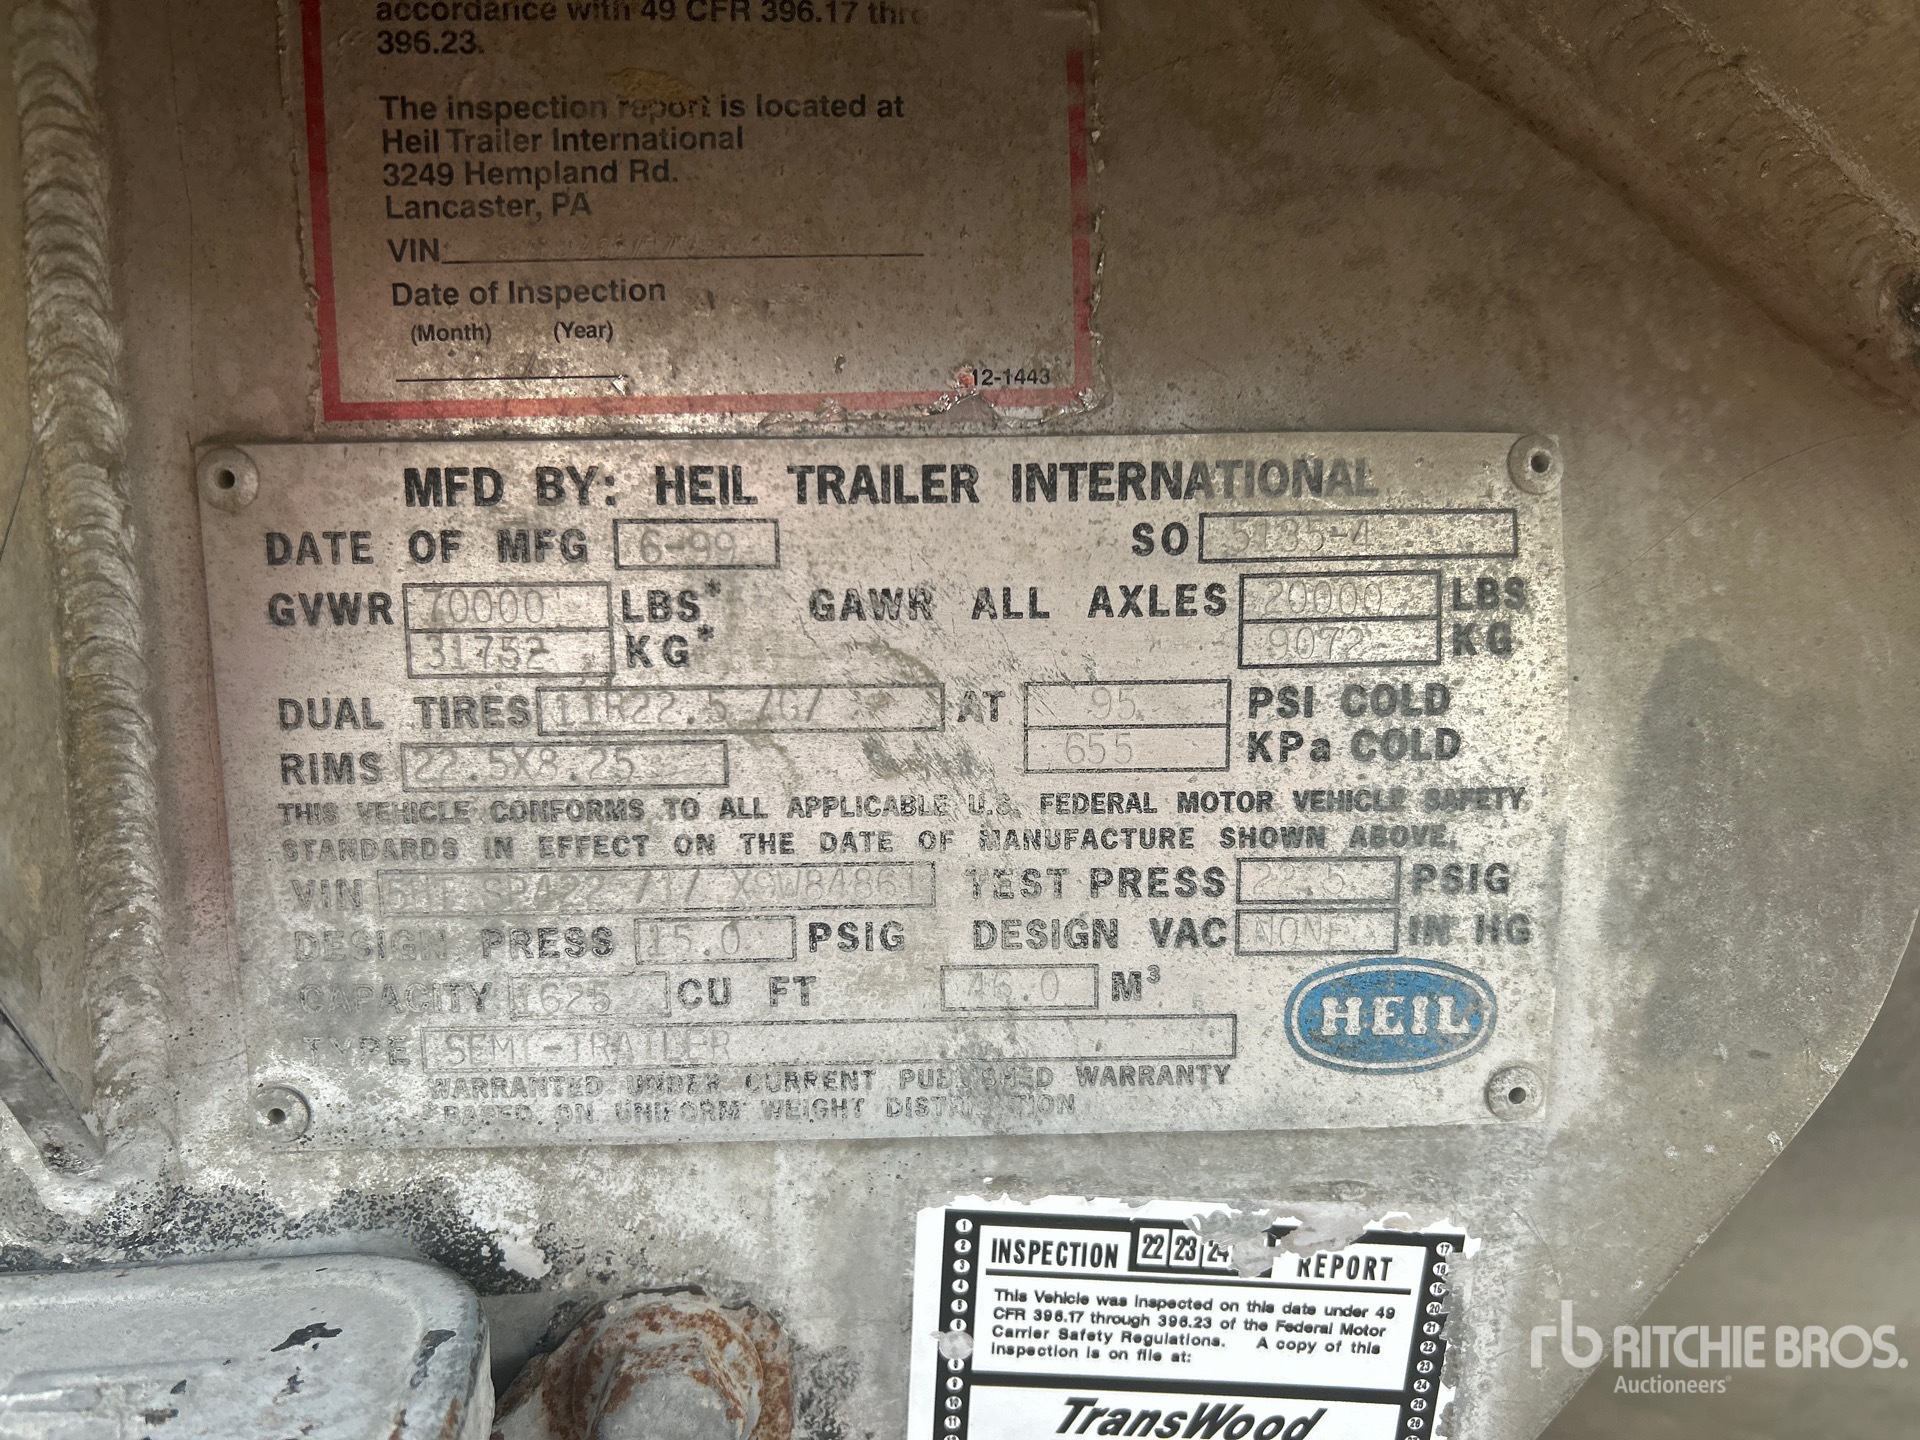 accordance with 49 CFR 396.17
396.23.
The inspection report is located at
Heil Trailer International
3249 Hempland Rd.
Lancaster, PA
VIN
Date of Inspection
(Month) (Year)
12-1443
MFD BY: HEIL TRAILER INTERNATIONAL
DATE OF MFG 6-99 SO 5135-4
GVWR 70000 LBS* GAWR ALL AXLES 20000 LBS
31752 KG* 9072 KG
DUAL TIRES 11R22.5 /G/ AT 95 PSI COLD
655 KPa COLD
RIMS 22.5X8.25
THIS VEHICLE CONFORMS TO ALL APPLICABLE U.S. FEDERAL MOTOR VEHICLE SAFETY
STANDARDS IN EFFECT ON THE DATE OF MANUFACTURE SHOWN ABOVE.
VIN TEST PRESS 22.5 PSIG
DESIGN PRESS 15.0 PSIG DESIGN VAC NONE IN HG
CAPACITY 1625 CU FT 46.0 M³
TYPE SEMI-TRAILER
HEIL
WARRANTED UNDER CURRENT PUBLISHED WARRANTY
*BASED ON UNIFORM WEIGHT DISTRIBUTION
INSPECTION 22 23 24 REPORT
This Vehicle was inspected on this date under 49
CFR 396.17 through 396.23 of the Federal Motor
Carrier Safety Regulations. A copy of this
inspection is on file at:
TransWood
rb RITCHIE BROS.
Auctioneers